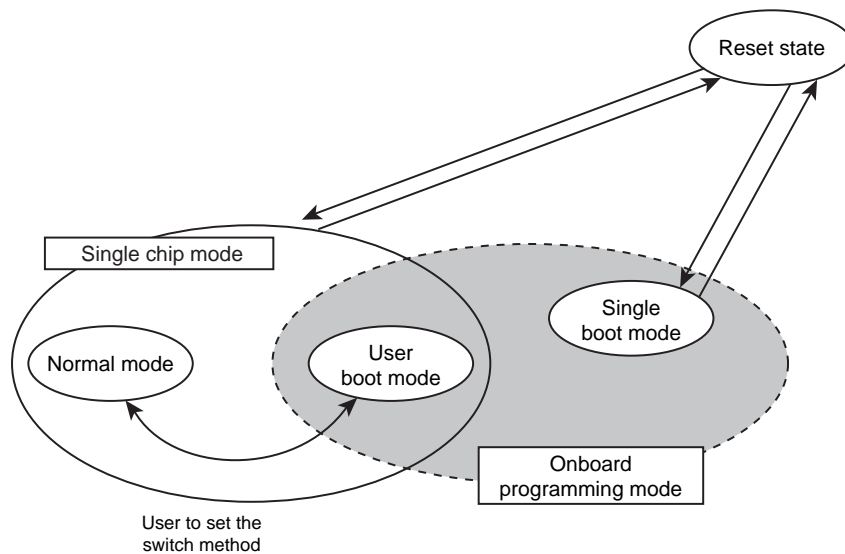 Reset state
Single chip mode
Single
boot mode
Normal mode
User
boot mode
Onboard
programming mode
User to set the
switch method